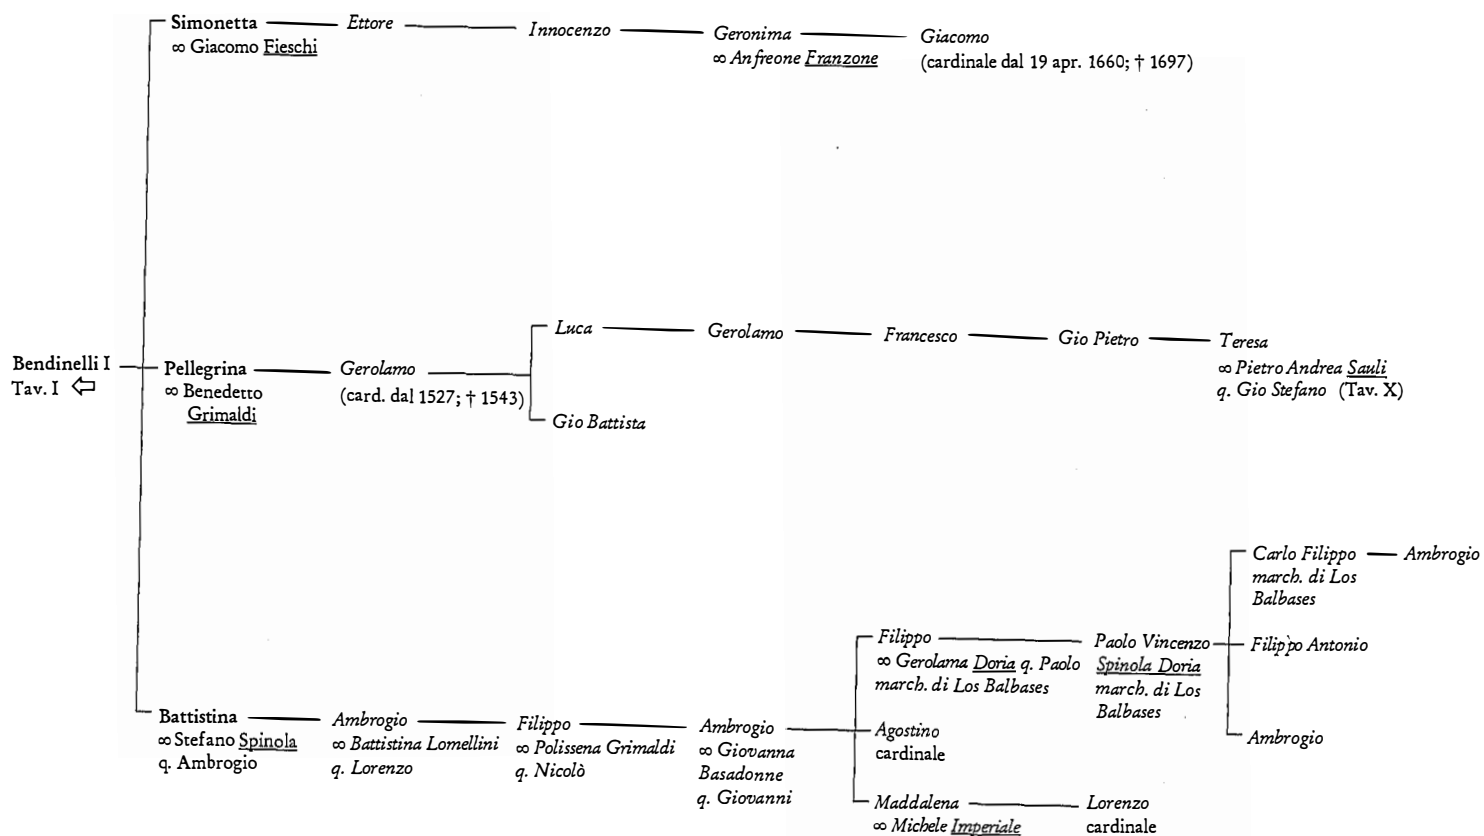 Simonetta
∞ Giacomo Fieschi
Ettore
Innocenzo
Geronima
∞ Anfreone Franzone
Giacomo
(cardinale dal 19 apr. 1660; † 1697)
Bendinelli I
Tav. I ⇦
Pellegrina
∞ Benedetto
Grimaldi
Gerolamo
(card. dal 1527; † 1543)
Luca
Gerolamo
Francesco
Gio Pietro
Teresa
∞ Pietro Andrea Sauli
q. Gio Stefano (Tav. X)
Gio Battista
Battistina
∞ Stefano Spinola
q. Ambrogio
Ambrogio
∞ Battistina Lomellini
q. Lorenzo
Filippo
∞ Polissena Grimaldi
q. Nicolò
Ambrogio
∞ Giovanna
Basadonne
q. Giovanni
Filippo
∞ Gerolama Doria q. Paolo
march. di Los Balbases
Paolo Vincenzo
Spinola Doria
march. di Los
Balbases
Carlo Filippo
march. di Los
Balbases
Ambrogio
Filippo Antonio
Ambrogio
Agostino
cardinale
Maddalena
∞ Michele Imperiale
Lorenzo
cardinale